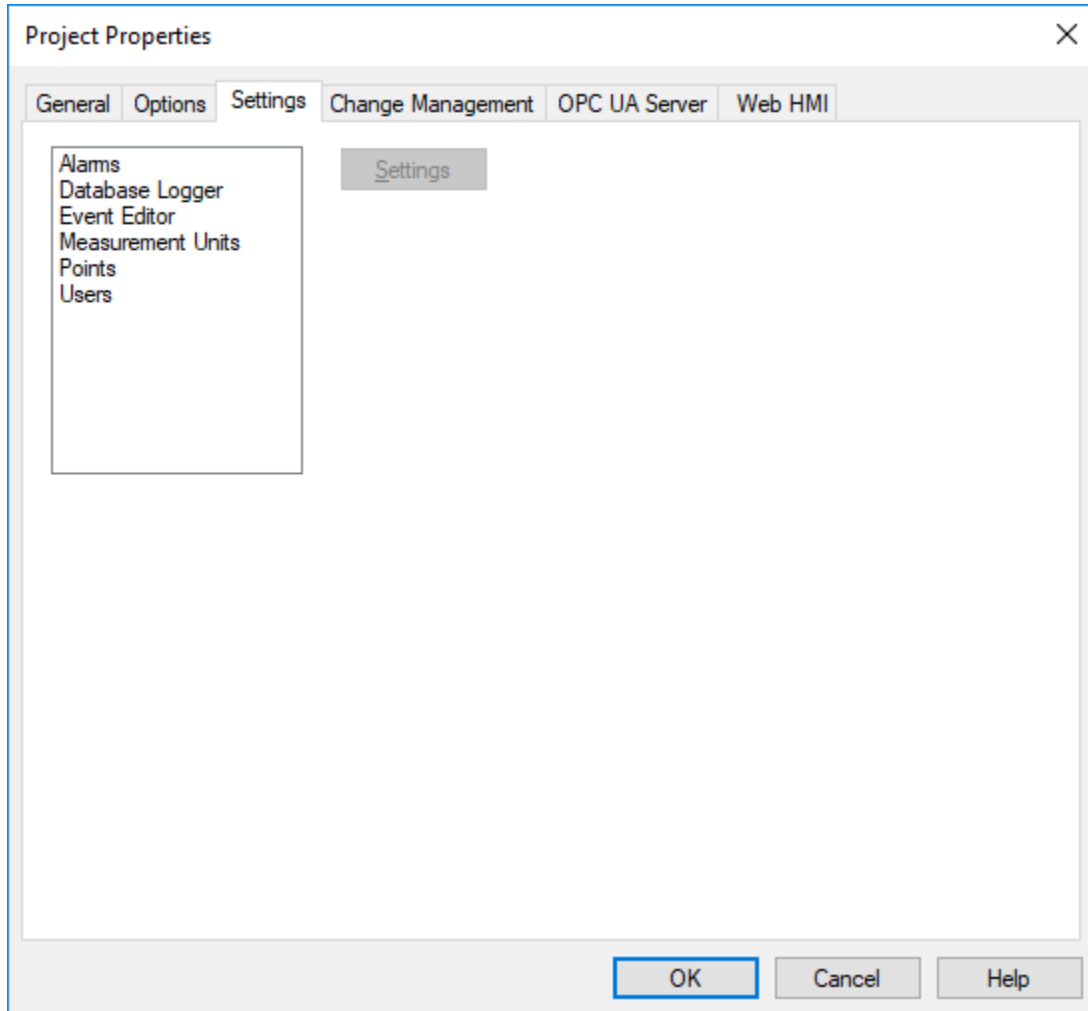 Project Properties
General Options Settings Change Management OPC UA Server Web HMI
Alarms
Settings
Database Logger
Event Editor
Measurement Units
Points
Users
OK Cancel Help